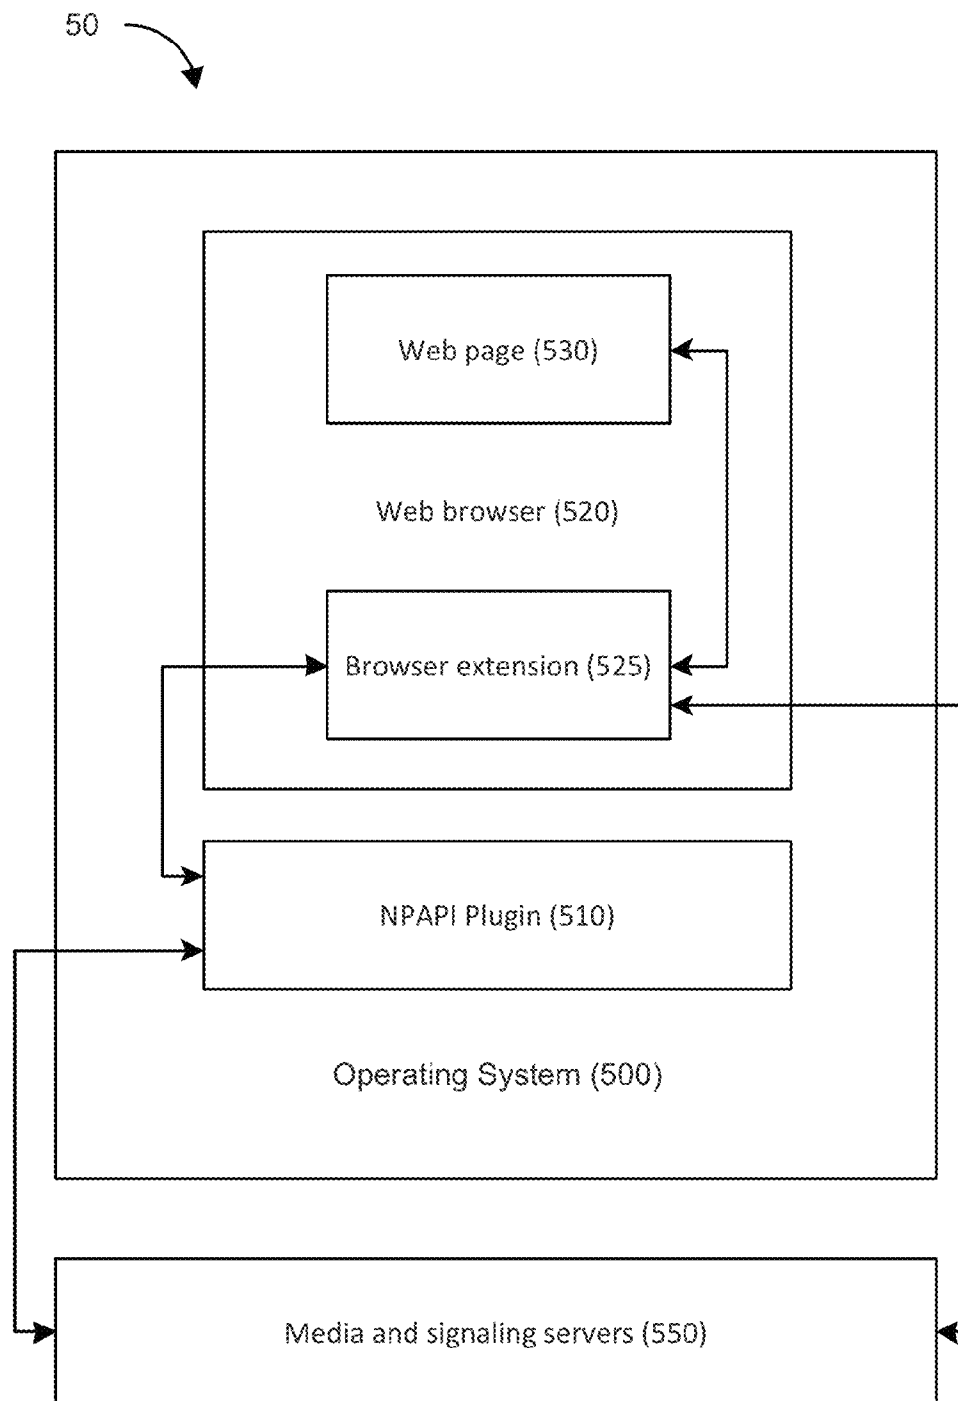 50
Web page (530)
Web browser (520)
Browser extension (525)
NPAPI Plugin (510)
Operating System (500)
Media and signaling servers (550)